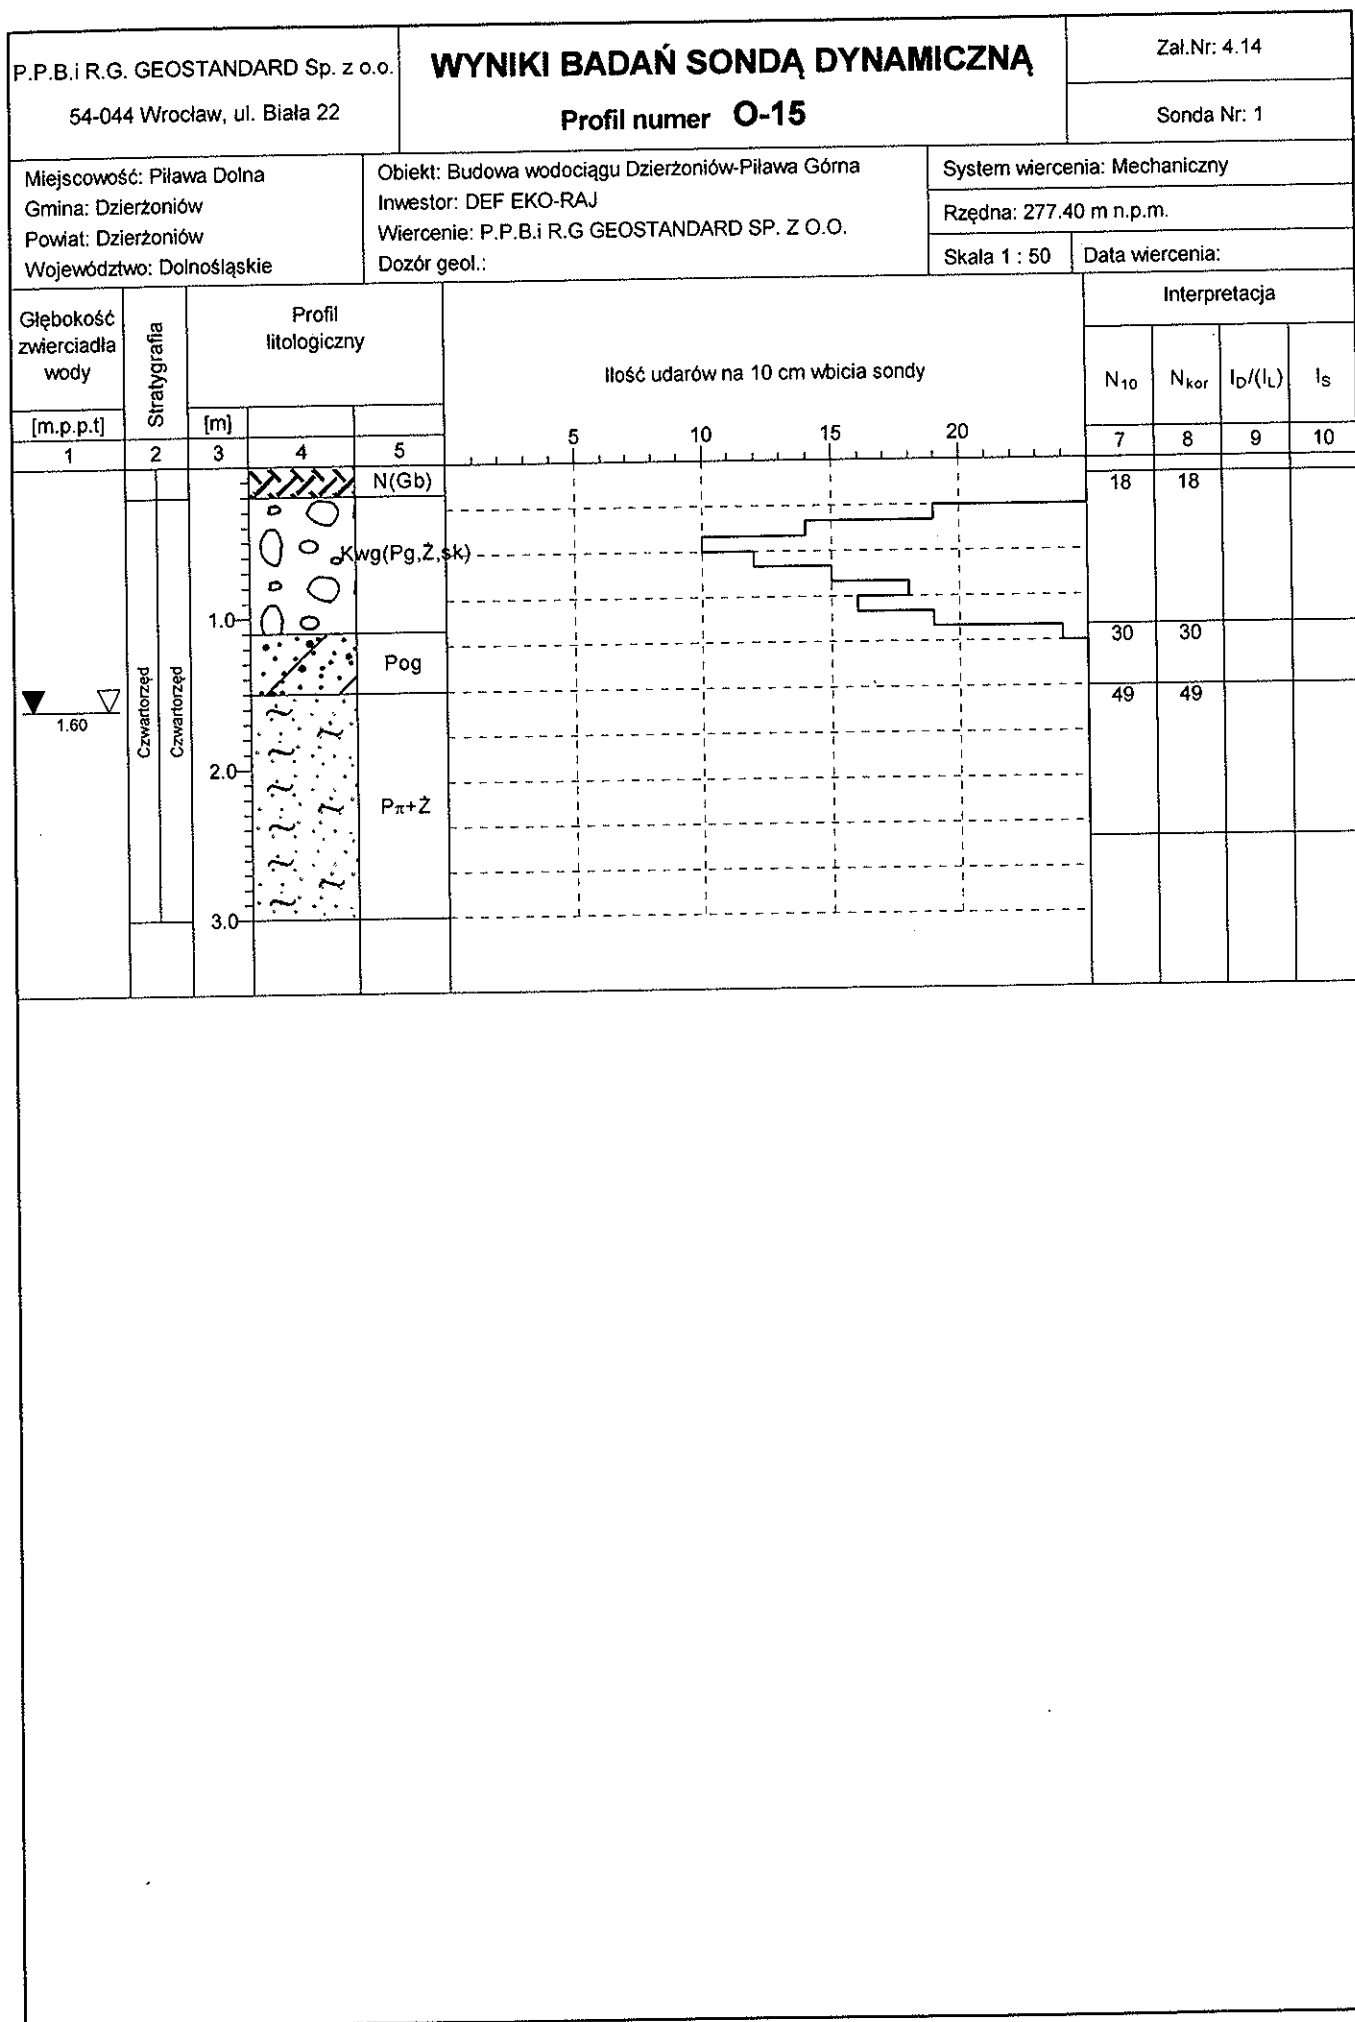 P.P.B.i R.G. GEOSTANDARD Sp. z o.o.
54-044 Wrocław, ul. Biała 22
WYNIKI BADAŃ SONDĄ DYNAMICZNĄ
Profil numer O-15
Zał.Nr: 4.14
Sonda Nr: 1
Miejscowość: Piława Dolna
Gmina: Dzierżoniów
Powiat: Dzierżoniów
Województwo: Dolnośląskie
Obiekt: Budowa wodociągu Dzierżoniów-Piława Górna
Inwestor: DEF EKO-RAJ
Wiercenie: P.P.B.i R.G GEOSTANDARD SP. Z O.O.
Dozór geol.:
System wiercenia: Mechaniczny
Rzędna: 277.40 m n.p.m.
Skala 1 : 50 Data wiercenia:
Głębokość
zwierciadła
wody
[m.p.p.t]
Stratygrafia
Profil
litologiczny
[m]
Ilość udarów na 10 cm wbicia sondy
Interpretacja
N10 Nkor ID/(IL) IS
5 10 15 20
1 2 3 4 5 7 8 9 10
N(Gb)
18 18
Kwg(Pg,Ż,sk)
1.0
30 30
Pog
49 49
1.60
Czwartorzęd
Czwartorzęd
2.0
Pπ+Ż
3.0